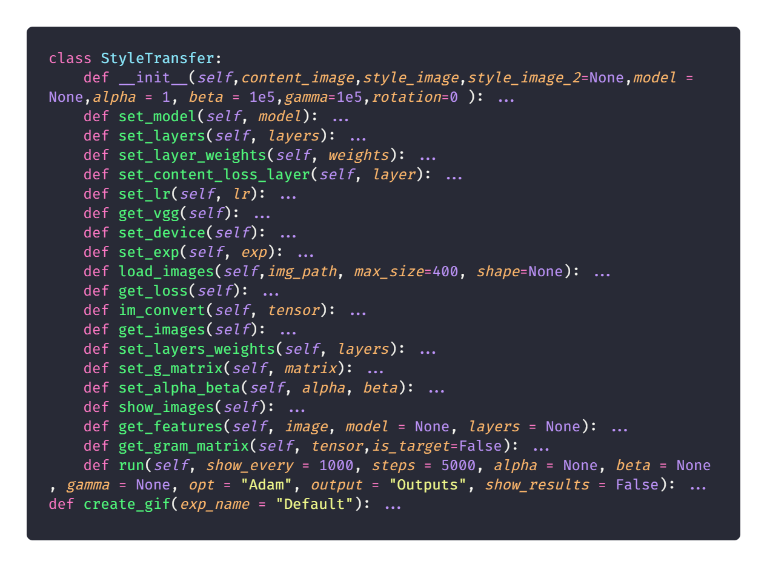 class StyleTransfer:
    def __init__(self,content_image,style_image,style_image_2=None,model =
None,alpha = 1, beta = 1e5,gamma=1e5,rotation=0 ): ...
    def set_model(self, model): ...
    def set_layers(self, layers): ...
    def set_layer_weights(self, weights): ...
    def set_content_loss_layer(self, layer): ...
    def set_lr(self, lr): ...
    def get_vgg(self): ...
    def set_device(self): ...
    def set_exp(self, exp): ...
    def load_images(self,img_path, max_size=400, shape=None): ...
    def get_loss(self): ...
    def im_convert(self, tensor): ...
    def get_images(self): ...
    def set_layers_weights(self, layers): ...
    def set_g_matrix(self, matrix): ...
    def set_alpha_beta(self, alpha, beta): ...
    def show_images(self): ...
    def get_features(self, image, model = None, layers = None): ...
    def get_gram_matrix(self, tensor,is_target=False): ...
    def run(self, show_every = 1000, steps = 5000, alpha = None, beta = None
, gamma = None, opt = "Adam", output = "Outputs", show_results = False): ...
def create_gif(exp_name = "Default"): ...